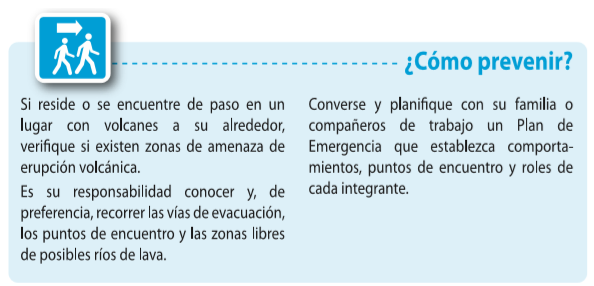 ¿Cómo prevenir?
Si reside o se encuentre de paso en un
lugar con volcanes a su alrededor,
verifique si existen zonas de amenaza de
erupción volcánica.
Es su responsabilidad conocer y, de
preferencia, recorrer las vías de evacuación,
los puntos de encuentro y las zonas libres
de posibles ríos de lava.
Converse y planifique con su familia o
compañeros de trabajo un Plan de
Emergencia que establezca comporta-
mientos, puntos de encuentro y roles de
cada integrante.